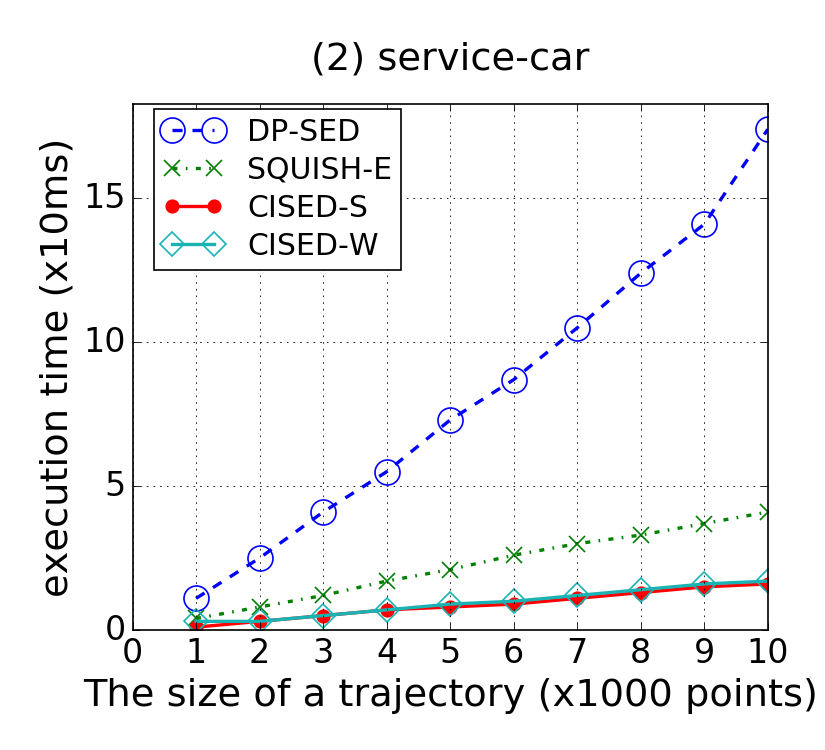 (2) service-car
DP-SED
SQUISH-E
CISED-S
CISED-W
execution time (x10ms)
15
10
5
0
0 1 2 3 4 5 6 7 8 9 10
The size of a trajectory (x1000 points)